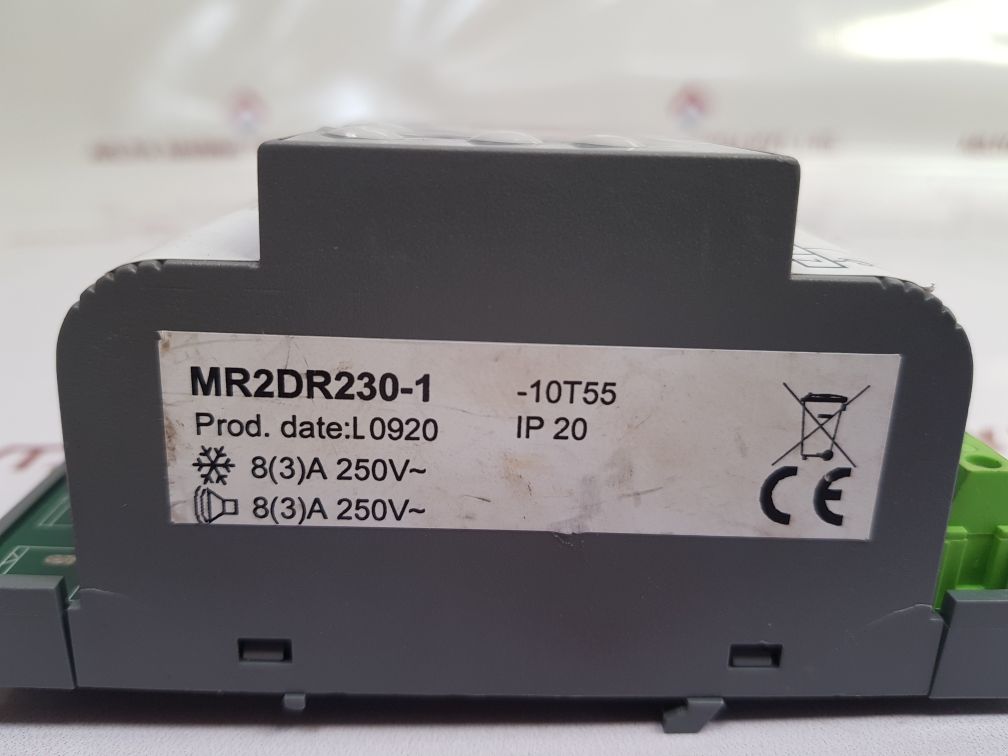 MR2DR230-1 -10T55
Prod. date:L0920 IP 20
8(3)A 250V~
8(3)A 250V~
CE